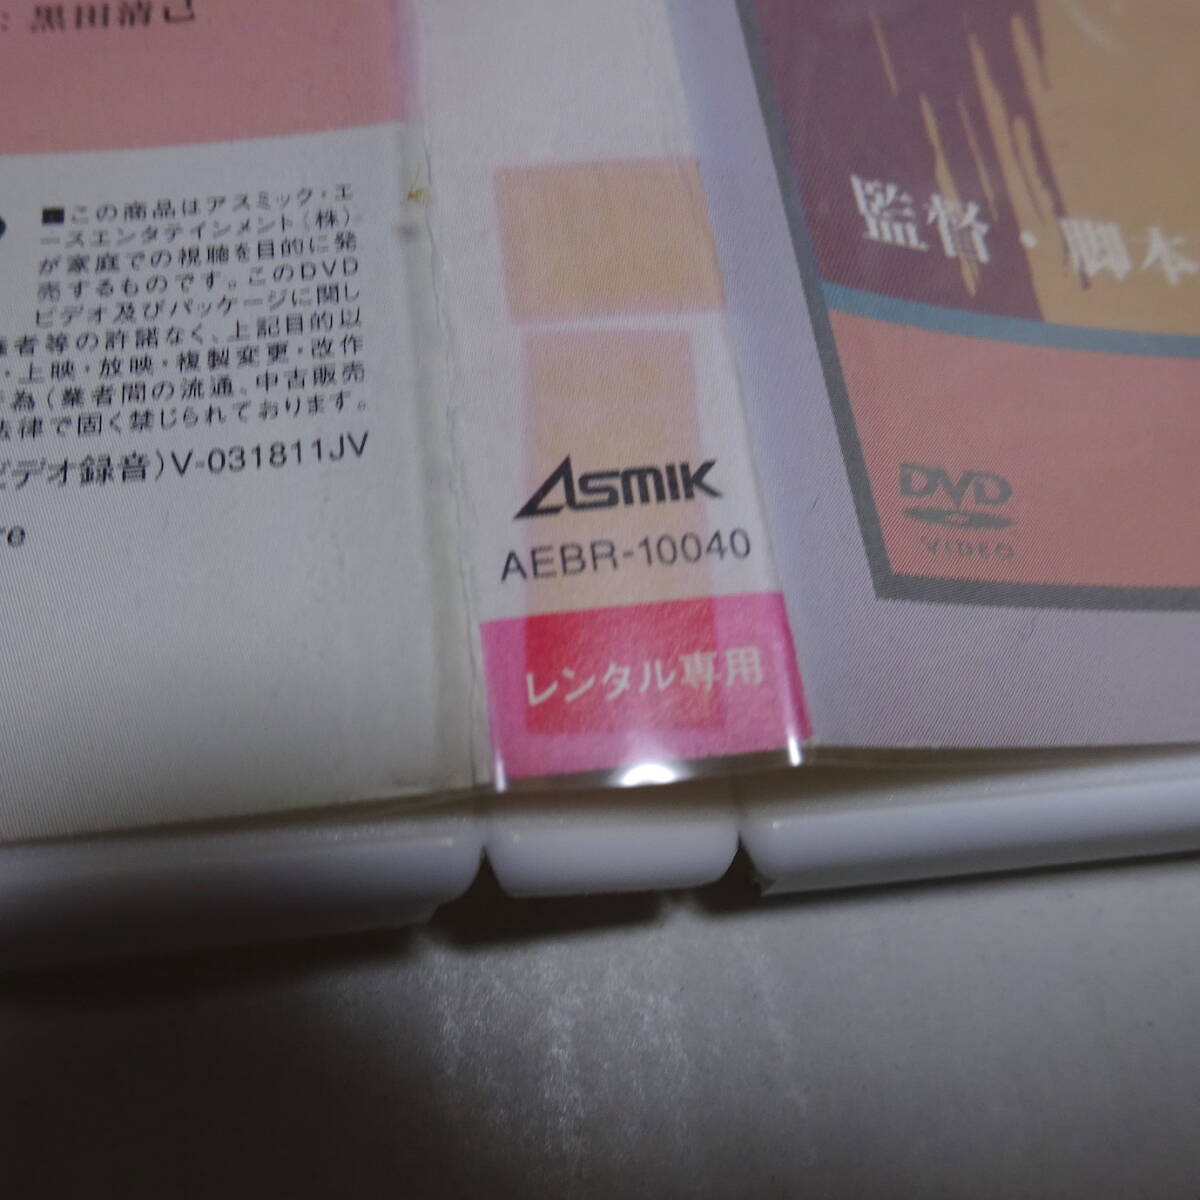 : 黒田清己
■この商品はアスミック・エ
ースエンタテインメント(株)
が家庭での視聴を目的に発
売するものです。このDVD
ビデオ及びパッケージに関し
者等の許諾なく、上記目的以
・上映・放映・複製変更・改作
為(業者間の流通、中古販売
法律で固く禁じられております。
ビデオ録音)V-031811JV
re
ASMIK
AEBR-10040
レンタル専用
監督・脚本
DVD
VIDEO